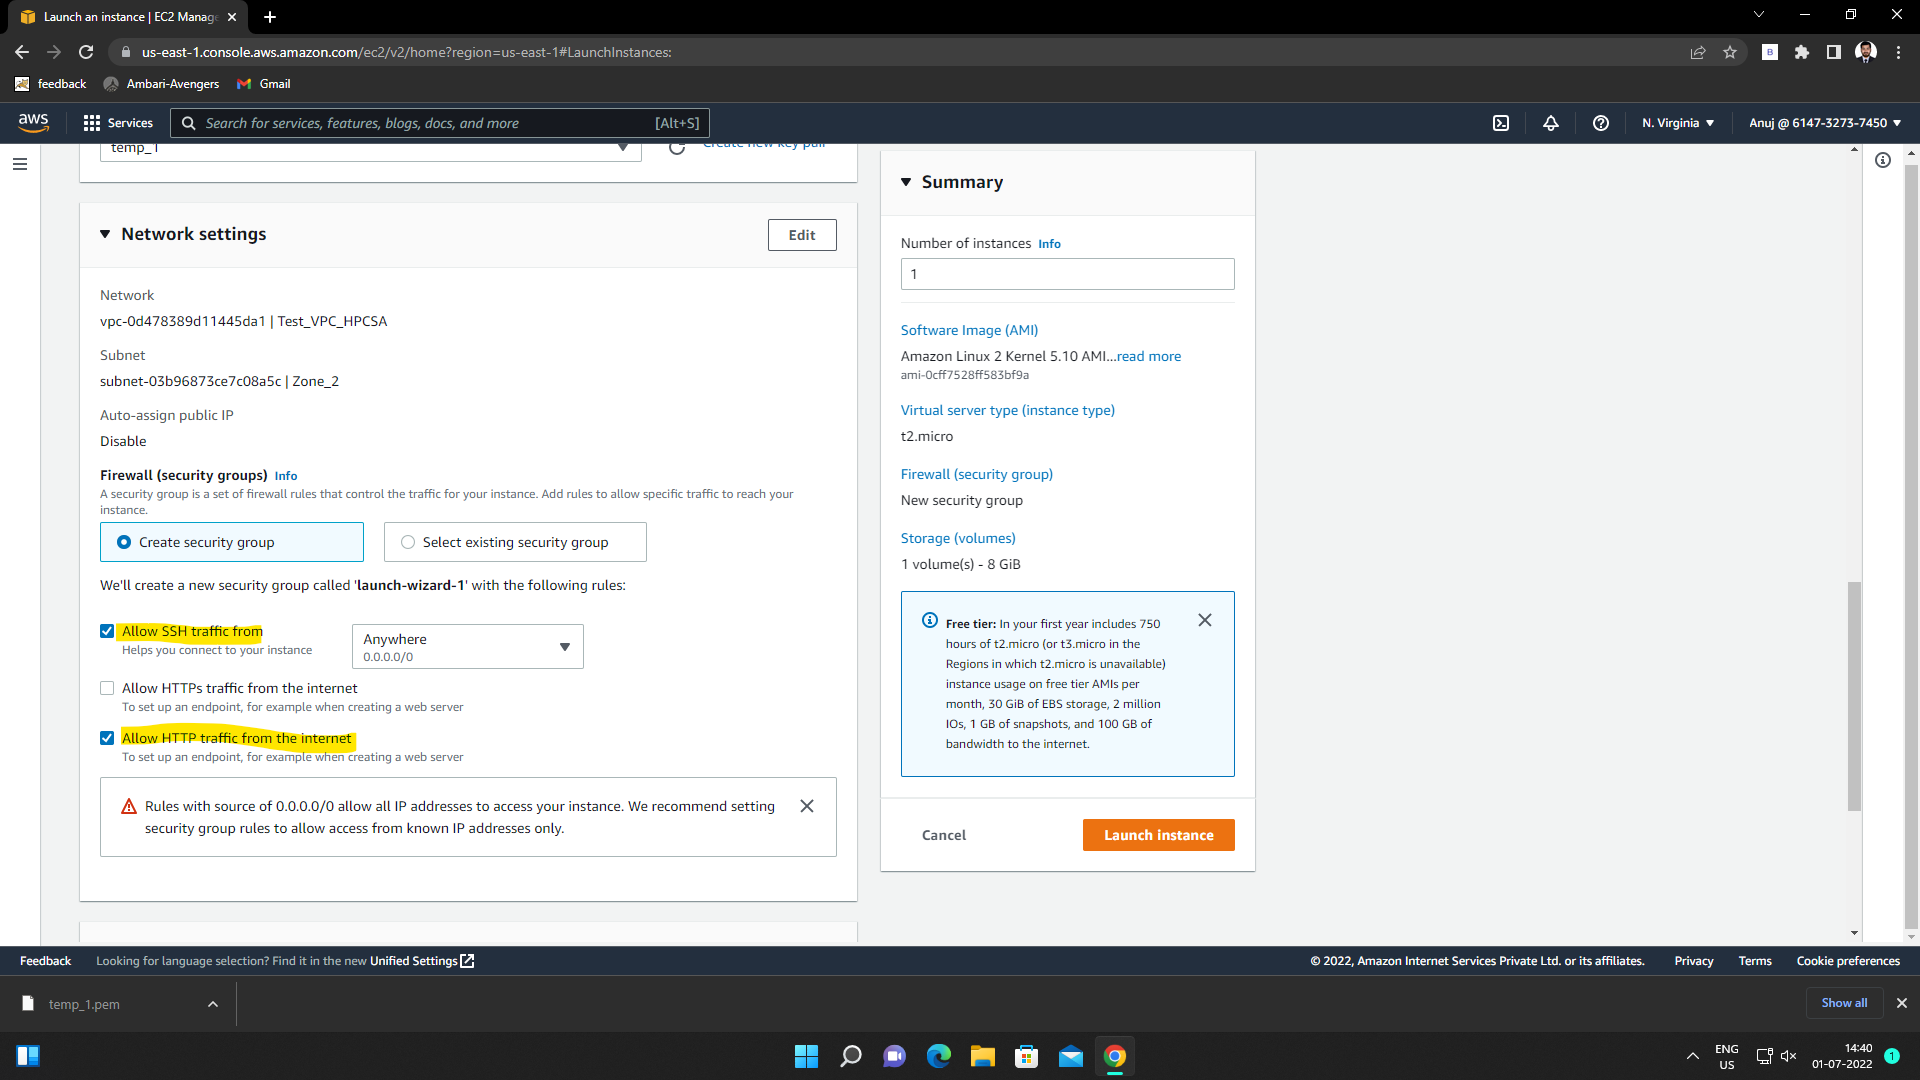 Launch an instance | EC2 Manag
us-east-1.console.aws.amazon.com/ec2/v2/home?region=us-east-1#LaunchInstances:
B
feedback
Ambari-Avengers
Gmail
aws
Services
Search for services, features, blogs, docs, and more
[Alt+S]
N. Virginia
Anuj @ 6147-3273-7450
temp_1
Create new key pair
Network settings
Edit
Network
vpc-0d478389d11445da1 | Test_VPC_HPCSA
Subnet
subnet-03b96873ce7c08a5c | Zone_2
Auto-assign public IP
Disable
Firewall (security groups) Info
A security group is a set of firewall rules that control the traffic for your instance. Add rules to allow specific traffic to reach your
instance.
Create security group
Select existing security group
We'll create a new security group called 'launch-wizard-1' with the following rules:
Allow SSH traffic from
Helps you connect to your instance
Anywhere
0.0.0.0/0
Allow HTTPs traffic from the internet
To set up an endpoint, for example when creating a web server
Allow HTTP traffic from the internet
To set up an endpoint, for example when creating a web server
Rules with source of 0.0.0.0/0 allow all IP addresses to access your instance. We recommend setting
security group rules to allow access from known IP addresses only.
Summary
Number of instances Info
1
Software Image (AMI)
Amazon Linux 2 Kernel 5.10 AMI...read more
ami-0cff7528ff583bf9a
Virtual server type (instance type)
t2.micro
Firewall (security group)
New security group
Storage (volumes)
1 volume(s) - 8 GiB
Free tier: In your first year includes 750
hours of t2.micro (or t3.micro in the
Regions in which t2.micro is unavailable)
instance usage on free tier AMIs per
month, 30 GiB of EBS storage, 2 million
IOs, 1 GB of snapshots, and 100 GB of
bandwidth to the internet.
Cancel
Launch instance
Feedback
Looking for language selection? Find it in the new Unified Settings
© 2022, Amazon Internet Services Private Ltd. or its affiliates.
Privacy
Terms
Cookie preferences
temp_1.pem
Show all
ENG
US
14:40
01-07-2022
1